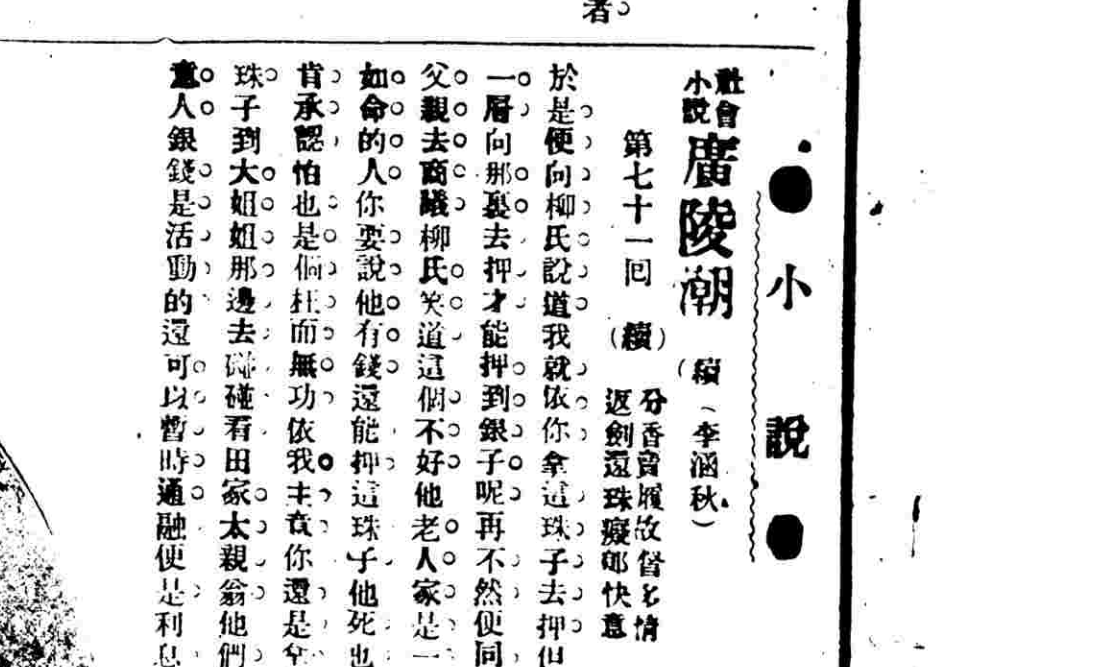 者。
●小說●
社會小說 廣陵潮 (續) (李涵秋)
第七十一回 (續) 分香賣履故督多情 返劍還珠癡郎快意
於是便向柳氏說道我就依你拿這珠子去押但
一層向那裏去押才能押到銀子呢再不然便同
父親去商議柳氏笑道這個不好他老人家是一
如命的人你要說他有錢還能押這珠子他死也
肯承認怕也是個枉而無功依我主意你還是拿
珠子到大姐姐那邊去碰碰看田家太親翁他們
意人銀錢是活動的還可以暫時通融便是利息